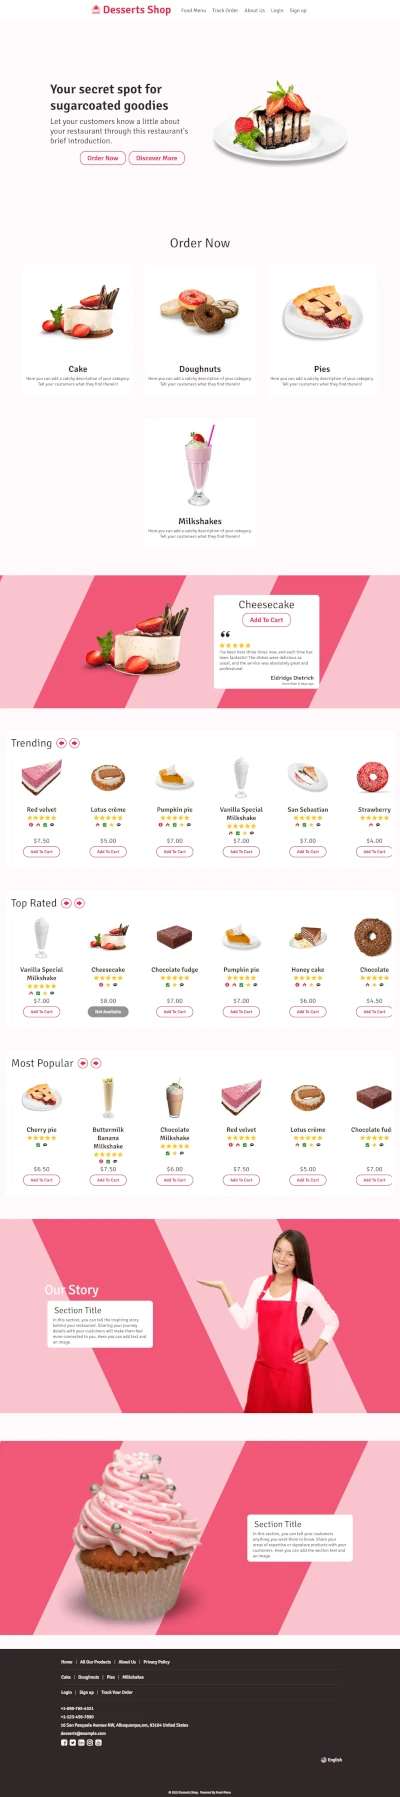 Desserts Shop Food Menu Track Order About Us Login Sign up
Your secret spot for
sugarcoated goodies
Let your customers know a little about
your restaurant through this restaurant's
brief introduction.
Order Now Discover More
Order Now
Cake Doughnuts Pies
Here you can add a catchy description of your category. Here you can add a catchy description of your category. Here you can add a catchy description of your category.
Tell your customers what they find therein! Tell your customers what they find therein! Tell your customers what they find therein!
Milkshakes
Here you can add a catchy description of your category.
Tell your customers what they find therein!
Cheesecake
Add To Cart
I've been here three times now, and each time has
been fantastic! The dishes were delicious as
usual, and the service was absolutely great and
professional
Eldridge Dietrich
more than 6 days ago
Trending
Red velvet Lotus crème Pumpkin pie Vanilla Special San Sebastian Strawberry
Milkshake
$7.50 $5.00 $7.00 $7.00 $7.00 $4.00
Add To Cart Add To Cart Add To Cart Add To Cart Add To Cart Add To Cart
Top Rated
Vanilla Special Cheesecake Chocolate fudge Pumpkin pie Honey cake Chocolate
Milkshake
$7.00 $8.00 $7.00 $7.00 $6.00 $4.50
Add To Cart Not Available Add To Cart Add To Cart Add To Cart Add To Cart
Most Popular
Cherry pie Buttermilk Chocolate Red velvet Lotus crème Chocolate fud
Banana Milkshake
Milkshake
$6.50 $7.50 $6.00 $7.50 $5.00 $7.00
Add To Cart Add To Cart Add To Cart Add To Cart Add To Cart Add To Cart
Our Story
Section Title
In this section, you can tell the inspiring story
behind your restaurant. Sharing your journey
details with your customers will make them feel
more connected to you. Here you can add text and
an image.
Section Title
In this section, you can tell your customers
anything you want them to know. Share your
areas of expertise or signature products with your
customers. Here you can add the section text and
an image.
Home | All Our Products | About Us | Privacy Policy
Cake | Doughnuts | Pies | Milkshakes
Login | Sign up | Track Your Order
+1-098-765-4321
+1-123-456-7890
16 San Pasquale Avenue NW, Albuquerque,nm, 83104 United States
desserts@example.com
English
Desserts Shop.